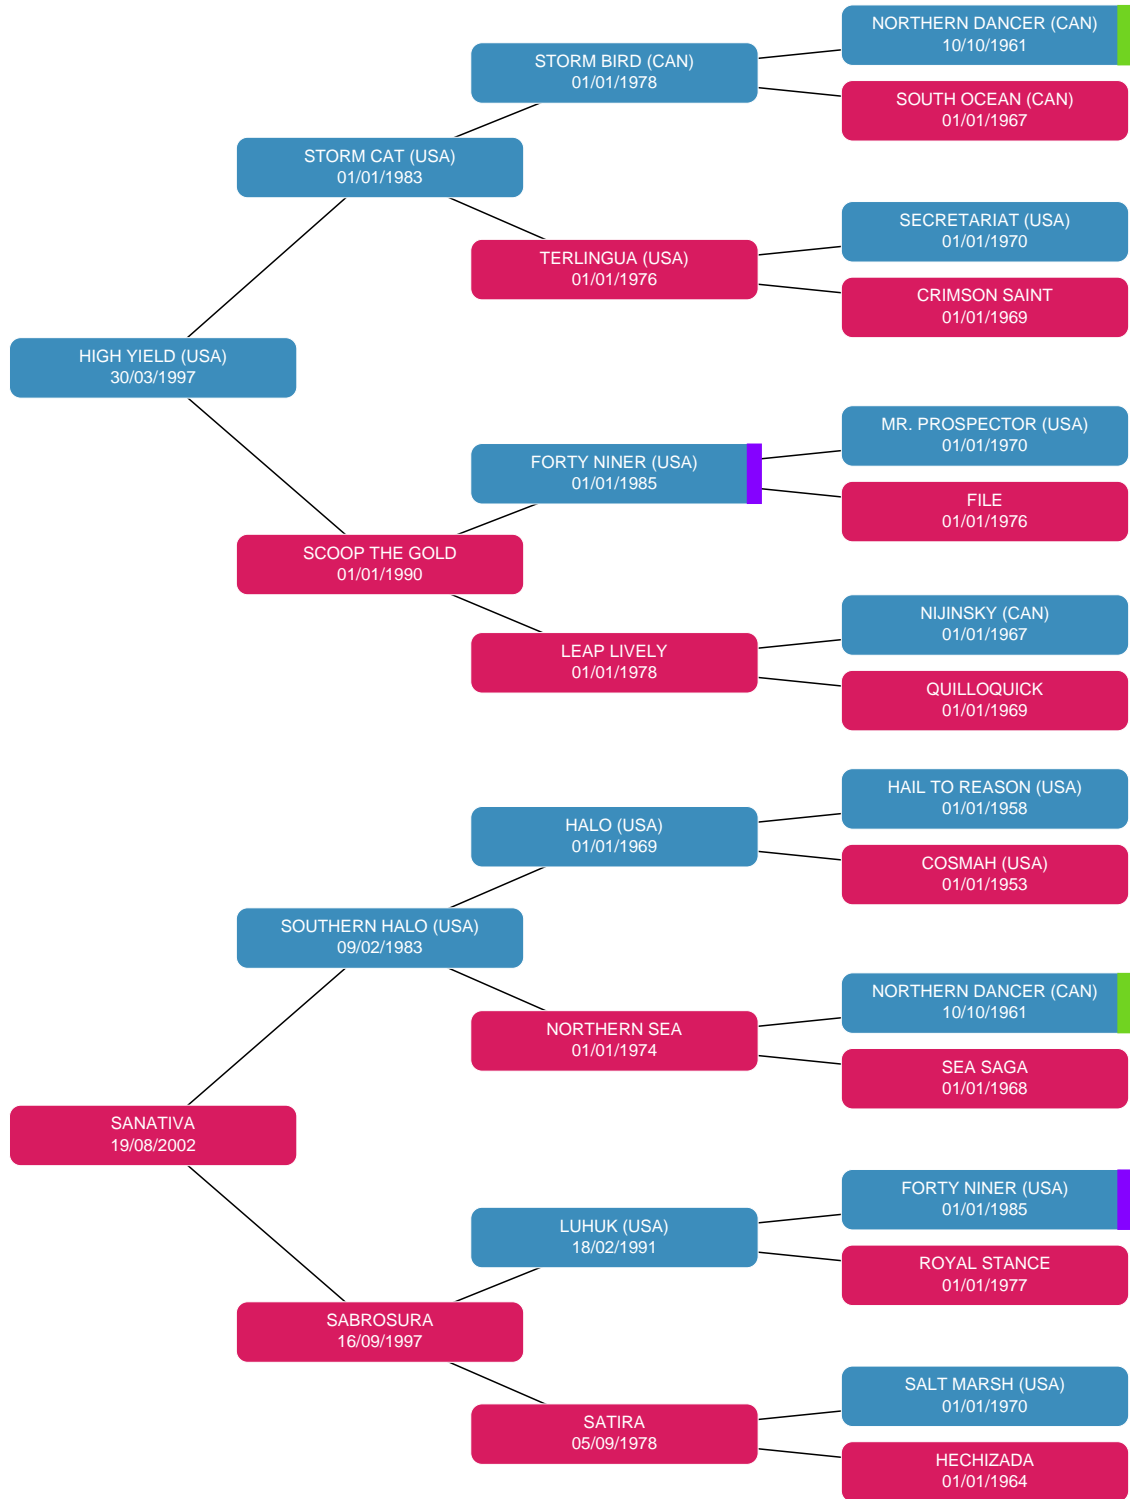 NORTHERN DANCER (CAN)
10/10/1961
STORM BIRD (CAN)
01/01/1978
SOUTH OCEAN (CAN)
01/01/1967
STORM CAT (USA)
01/01/1983
SECRETARIAT (USA)
01/01/1970
TERLINGUA (USA)
01/01/1976
CRIMSON SAINT
01/01/1969
HIGH YIELD (USA)
30/03/1997
MR. PROSPECTOR (USA)
01/01/1970
FORTY NINER (USA)
01/01/1985
FILE
01/01/1976
SCOOP THE GOLD
01/01/1990
NIJINSKY (CAN)
01/01/1967
LEAP LIVELY
01/01/1978
QUILLOQUICK
01/01/1969
HAIL TO REASON (USA)
01/01/1958
HALO (USA)
01/01/1969
COSMAH (USA)
01/01/1953
SOUTHERN HALO (USA)
09/02/1983
NORTHERN DANCER (CAN)
10/10/1961
NORTHERN SEA
01/01/1974
SEA SAGA
01/01/1968
SANATIVA
19/08/2002
FORTY NINER (USA)
01/01/1985
LUHUK (USA)
18/02/1991
ROYAL STANCE
01/01/1977
SABROSURA
16/09/1997
SALT MARSH (USA)
01/01/1970
SATIRA
05/09/1978
HECHIZADA
01/01/1964